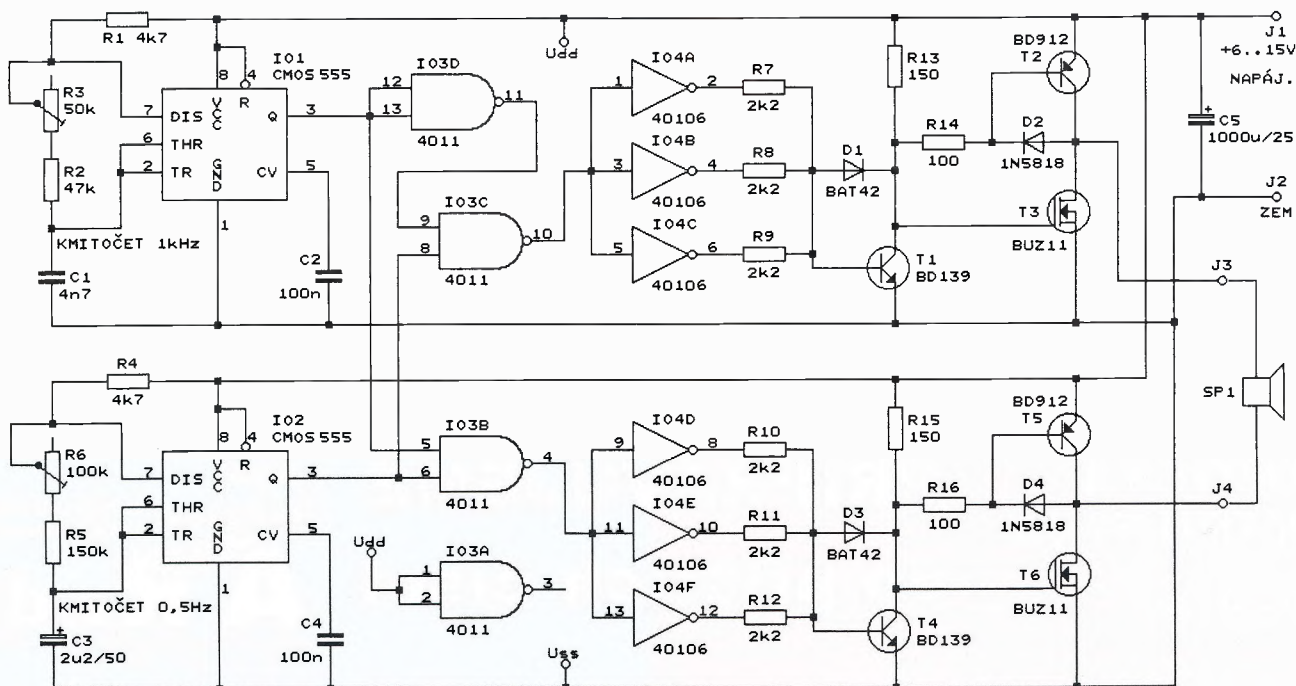 R1 4k7
IO1
CMOS 555
8
4
VCC
R
DIS
THR
TR
GND
Q
CV
7
6
2
3
5
1
R3
50k
R2
47k
KMITOČET 1kHz
C1
4n7
C2
100n
IO3D
12
13
11
4011
IO3C
9
8
10
4011
Udd
IO4A
1
2
40106
IO4B
3
4
40106
IO4C
5
6
40106
R7
2k2
R8
2k2
R9
2k2
D1
BAT42
R13
150
R14
100
BD912
T2
D2
1N5818
T3
BUZ11
T1
BD139
J1
+6..15V
NAPÁJ.
C5
1000u/25
J2
ZEM
J3
SP1
J4
R4
4k7
IO2
CMOS 555
8
4
VCC
R
DIS
THR
TR
GND
Q
CV
7
6
2
3
5
1
R6
100k
R5
150k
KMITOČET 0,5Hz
C3
2u2/50
C4
100n
IO3B
5
6
4
4011
Udd
IO3A
1
2
3
4011
Uss
IO4D
9
8
40106
IO4E
11
10
40106
IO4F
13
12
40106
R10
2k2
R11
2k2
R12
2k2
D3
BAT42
R15
150
R16
100
BD912
T5
D4
1N5818
T6
BUZ11
T4
BD139